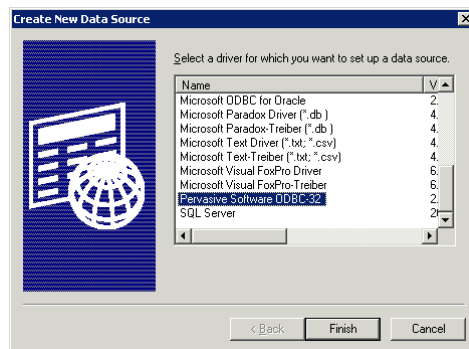 Create New Data Source
Select a driver for which you want to set up a data source.
Name V
Microsoft ODBC for Oracle 2.
Microsoft Paradox Driver (*.db ) 4.
Microsoft Paradox-Treiber (*.db ) 4.
Microsoft Text Driver (*.txt; *.csv) 4.
Microsoft Text-Treiber (*.txt; *.csv) 4.
Microsoft Visual FoxPro Driver 6.
Microsoft Visual FoxPro-Treiber 6.
Pervasive Software ODBC-32 2.
SQL Server 20
< Back Finish Cancel